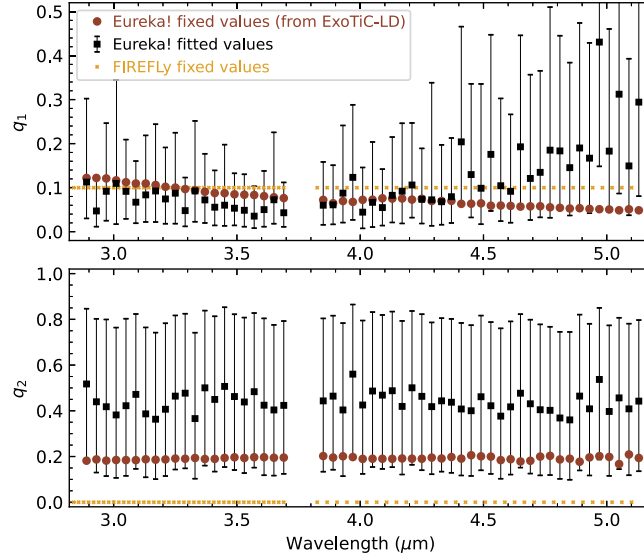 Eureka! fixed values (from ExoTiC-LD)
Eureka! fitted values
FIREFLy fixed values
q1
0.5
0.4
0.3
0.2
0.1
0.0
3.0 3.5 4.0 4.5 5.0
q2
1.0
0.8
0.6
0.4
0.2
0.0
3.0 3.5 4.0 4.5 5.0
Wavelength (μm)